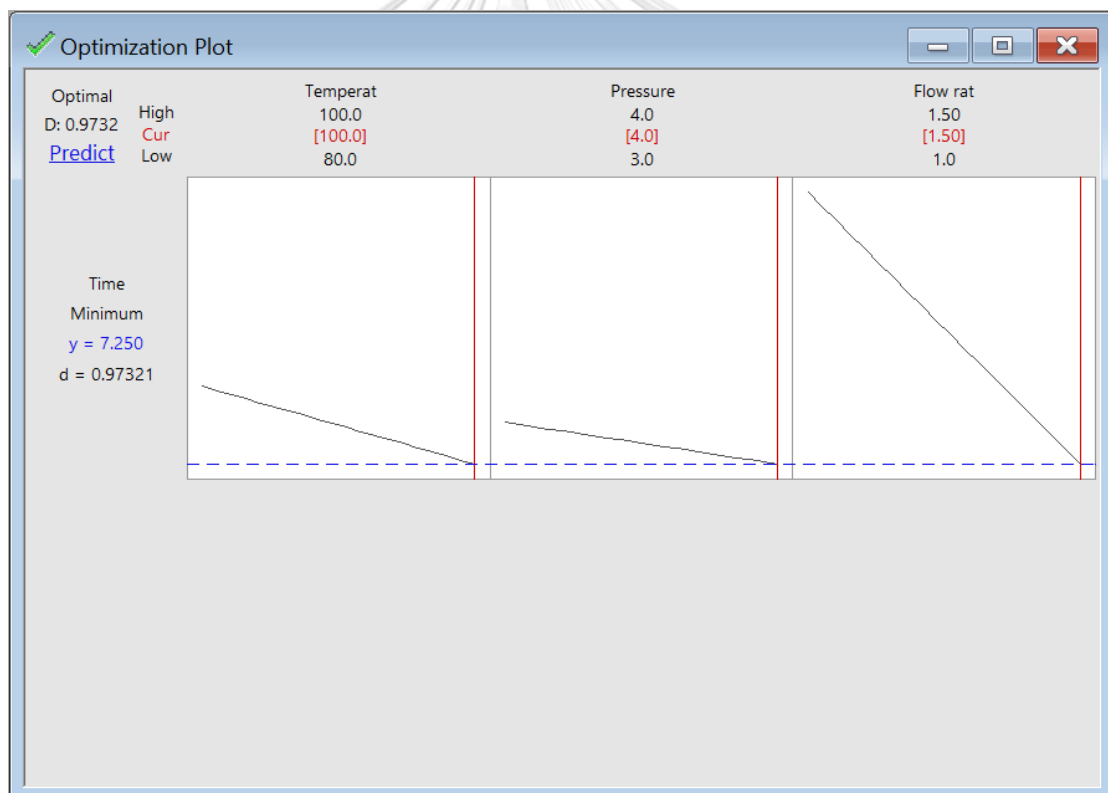 Optimization Plot
Optimal
D: 0.9732
Predict
High
Cur
Low
Temperat
100.0
[100.0]
80.0
Pressure
4.0
[4.0]
3.0
Flow rat
1.50
[1.50]
1.0
Time
Minimum
y = 7.250
d = 0.97321